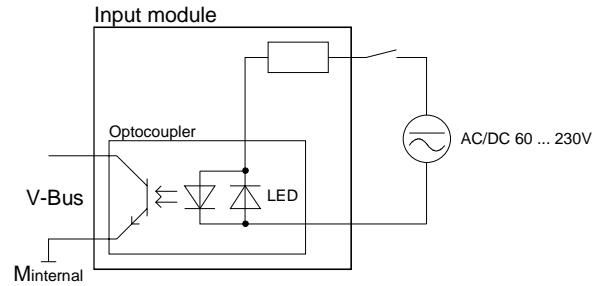 Input module
Optocoupler
AC/DC 60 ... 230V
V-Bus
LED
Minternal